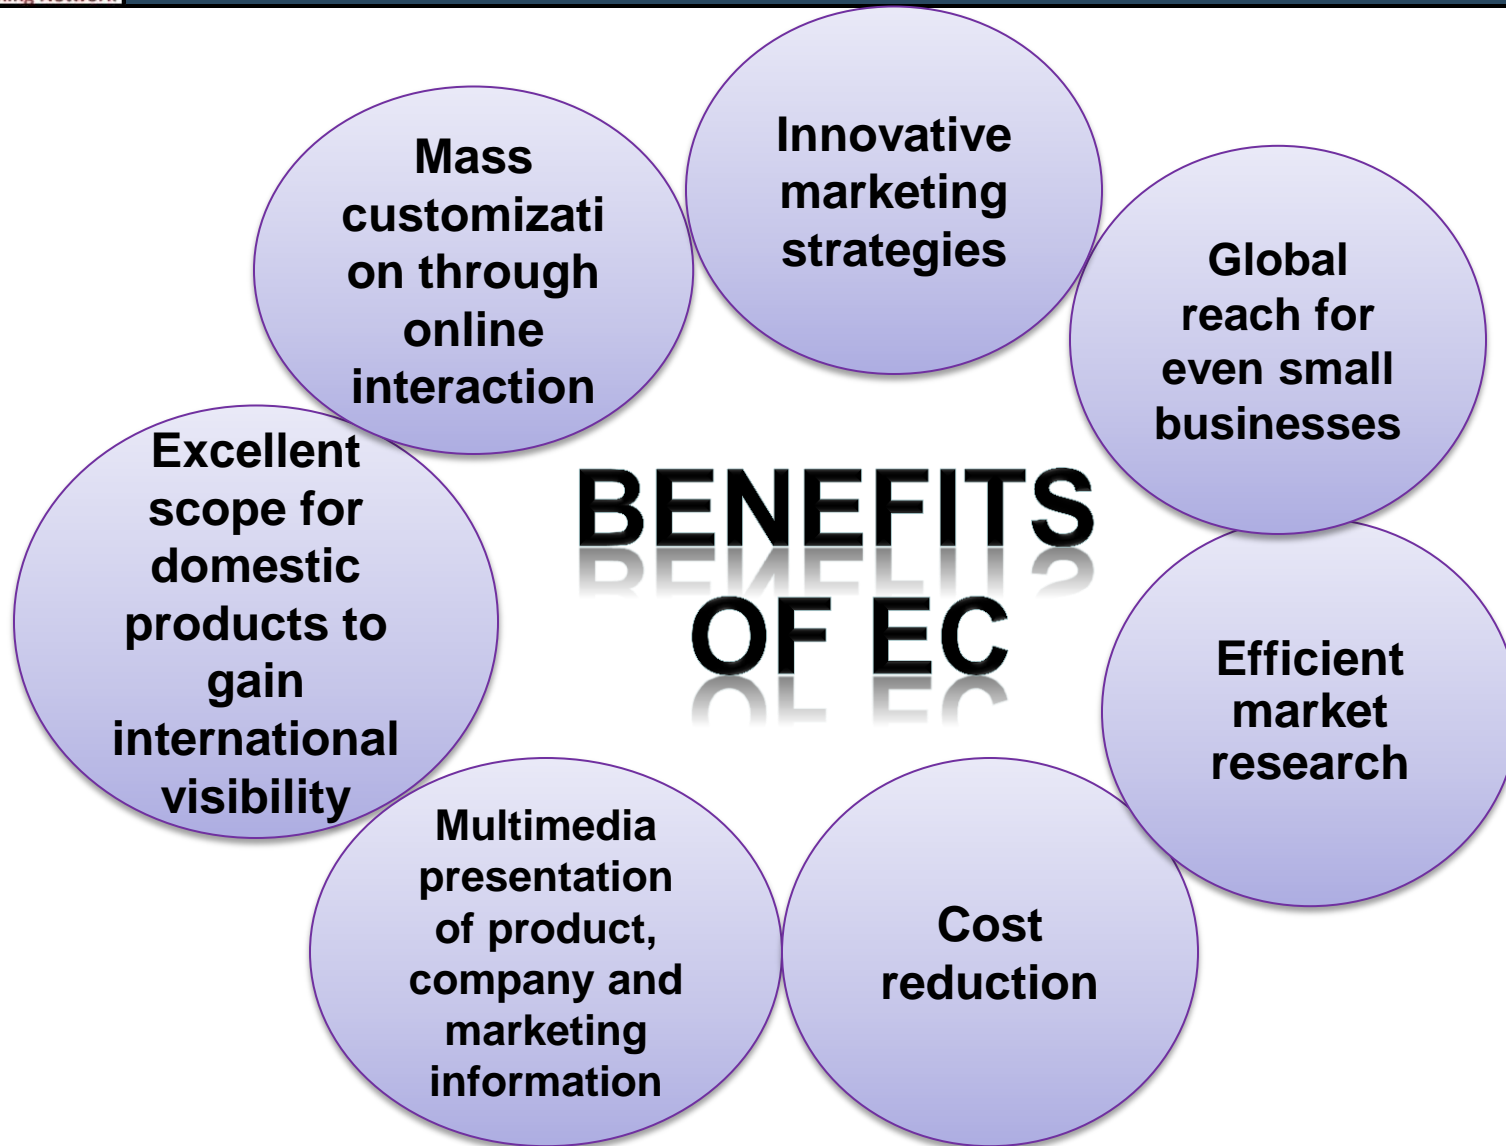 Network
Innovative
marketing
strategies
Mass
customizati
on through
online
interaction
Global
reach for
even small
businesses
Excellent
scope for
domestic
products to
gain
international
visibility
BENEFITS
OF EC
Efficient
market
research
Multimedia
presentation
of product,
company and
marketing
information
Cost
reduction